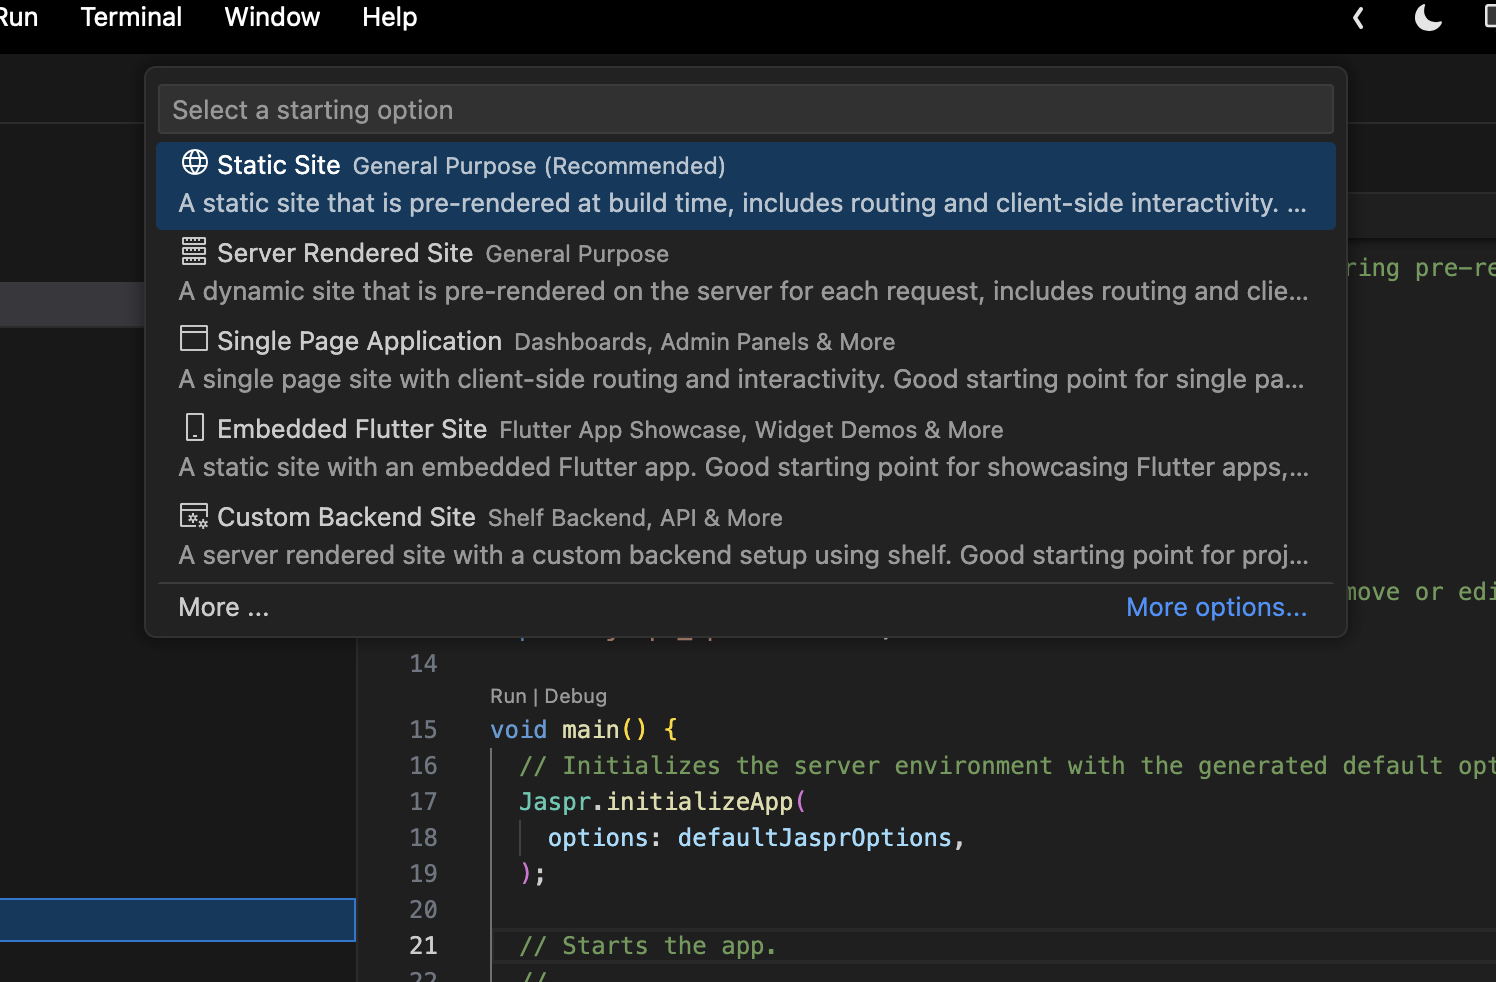 Run Terminal Window Help
Select a starting option
Static Site General Purpose (Recommended)
A static site that is pre-rendered at build time, includes routing and client-side interactivity. ...
Server Rendered Site General Purpose
A dynamic site that is pre-rendered on the server for each request, includes routing and clie...
ring pre-re
Single Page Application Dashboards, Admin Panels & More
A single page site with client-side routing and interactivity. Good starting point for single pa...
Embedded Flutter Site Flutter App Showcase, Widget Demos & More
A static site with an embedded Flutter app. Good starting point for showcasing Flutter apps,...
Custom Backend Site Shelf Backend, API & More
A server rendered site with a custom backend setup using shelf. Good starting point for proj...
move or edi
More ... More options...
14
Run | Debug
15 void main() {
16 // Initializes the server environment with the generated default opt
17 Jaspr.initializeApp(
18 options: defaultJasprOptions,
19 );
20
21 // Starts the app.
22 //